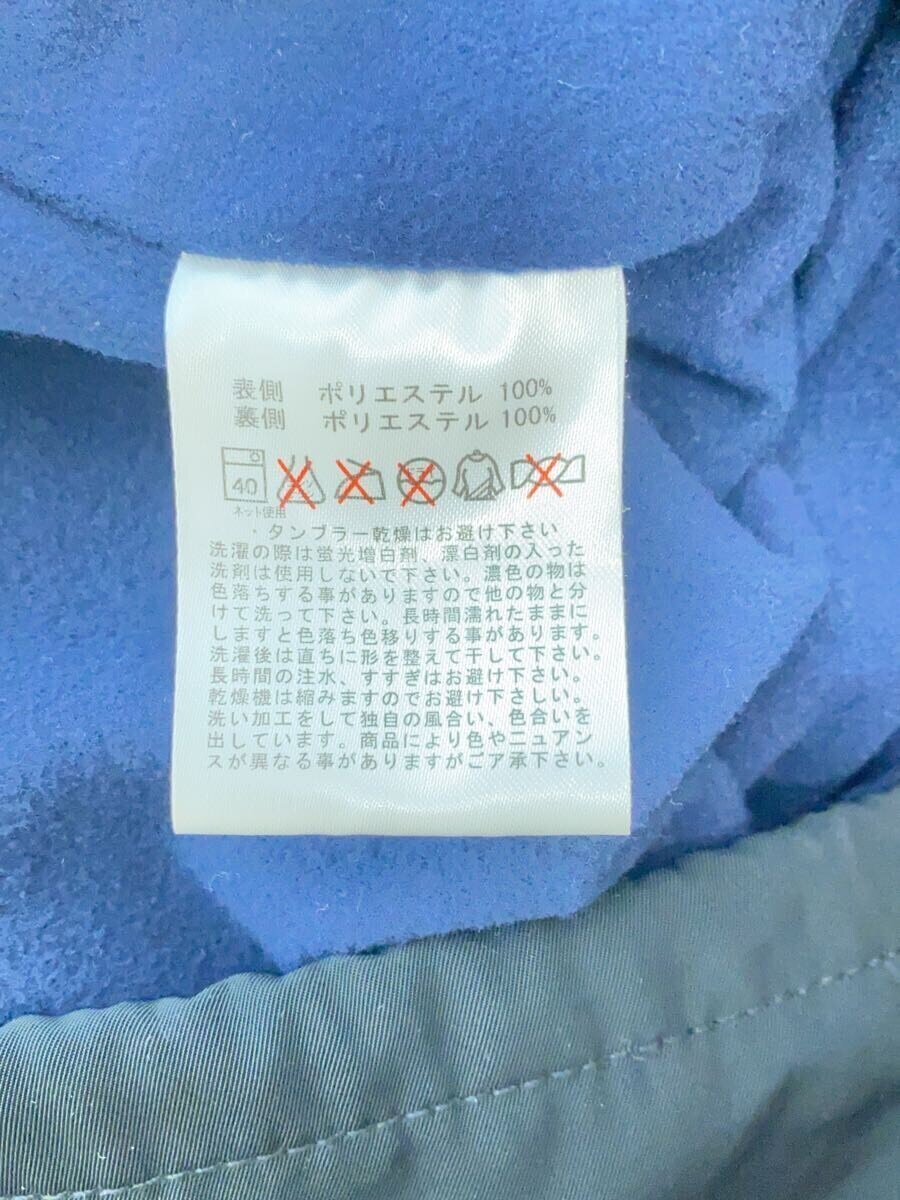 表側 ポリエステル 100%
裏側 ポリエステル 100%
40
ネット使用
・タンブラー乾燥はお避け下さい
洗濯の際は蛍光増白剤、漂白剤の入った
洗剤は使用しないで下さい。濃色の物は
色落ちする事がありますので他の物と分
けて洗って下さい。長時間濡れたままに
しますと色落ち色移りする事があります。
洗濯後は直ちに形を整えて干して下さい。
長時間の注水、すすぎはお避け下さい。
乾燥機は縮みますのでお避け下さしい。
洗い加工をして独自の風合い、色合いを
出しています。商品により色やニュアン
スが異なる事がありますがご了承下さい。